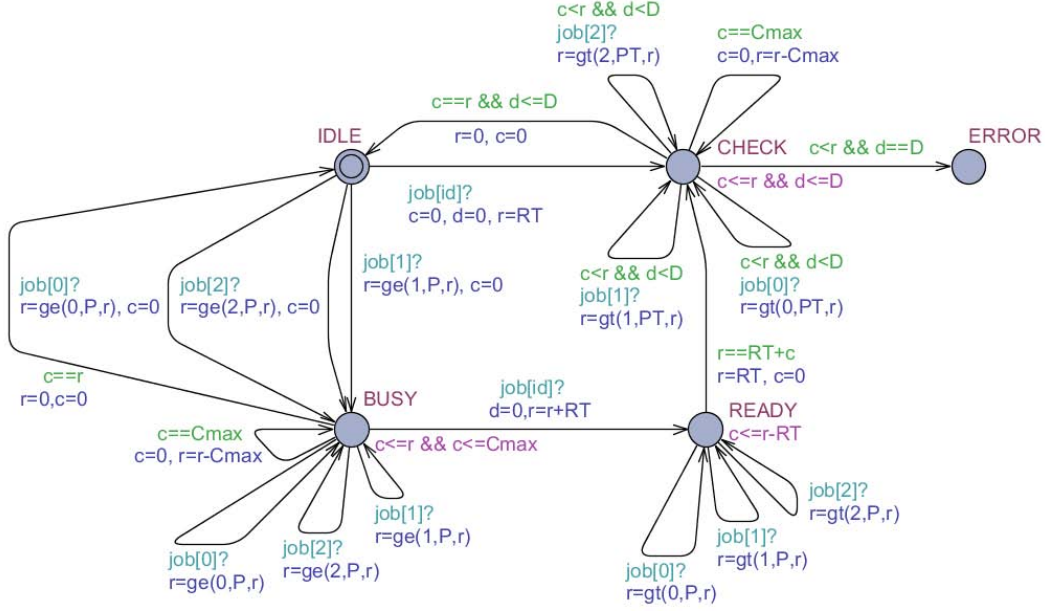 c<r && d<D
job[2]?
r=gt(2,PT,r)
c==Cmax
c=0,r=r-Cmax
c==r && d<=D
r=0, c=0
IDLE
CHECK
c<=r && d<=D
c<r && d==D
ERROR
job[id]?
c=0, d=0, r=RT
job[0]?
r=ge(0,P,r), c=0
job[2]?
r=ge(2,P,r), c=0
job[1]?
r=ge(1,P,r), c=0
c<r && d<D
job[1]?
r=gt(1,PT,r)
c<r && d<D
job[0]?
r=gt(0,PT,r)
c==r
r=0,c=0
r==RT+c
r=RT, c=0
BUSY
c<=r && c<=Cmax
job[id]?
d=0,r=r+RT
READY
c<=r-RT
c==Cmax
c=0, r=r-Cmax
job[0]?
r=ge(0,P,r)
job[2]?
r=ge(2,P,r)
job[1]?
r=ge(1,P,r)
job[0]?
r=gt(0,P,r)
job[1]?
r=gt(1,P,r)
job[2]?
r=gt(2,P,r)